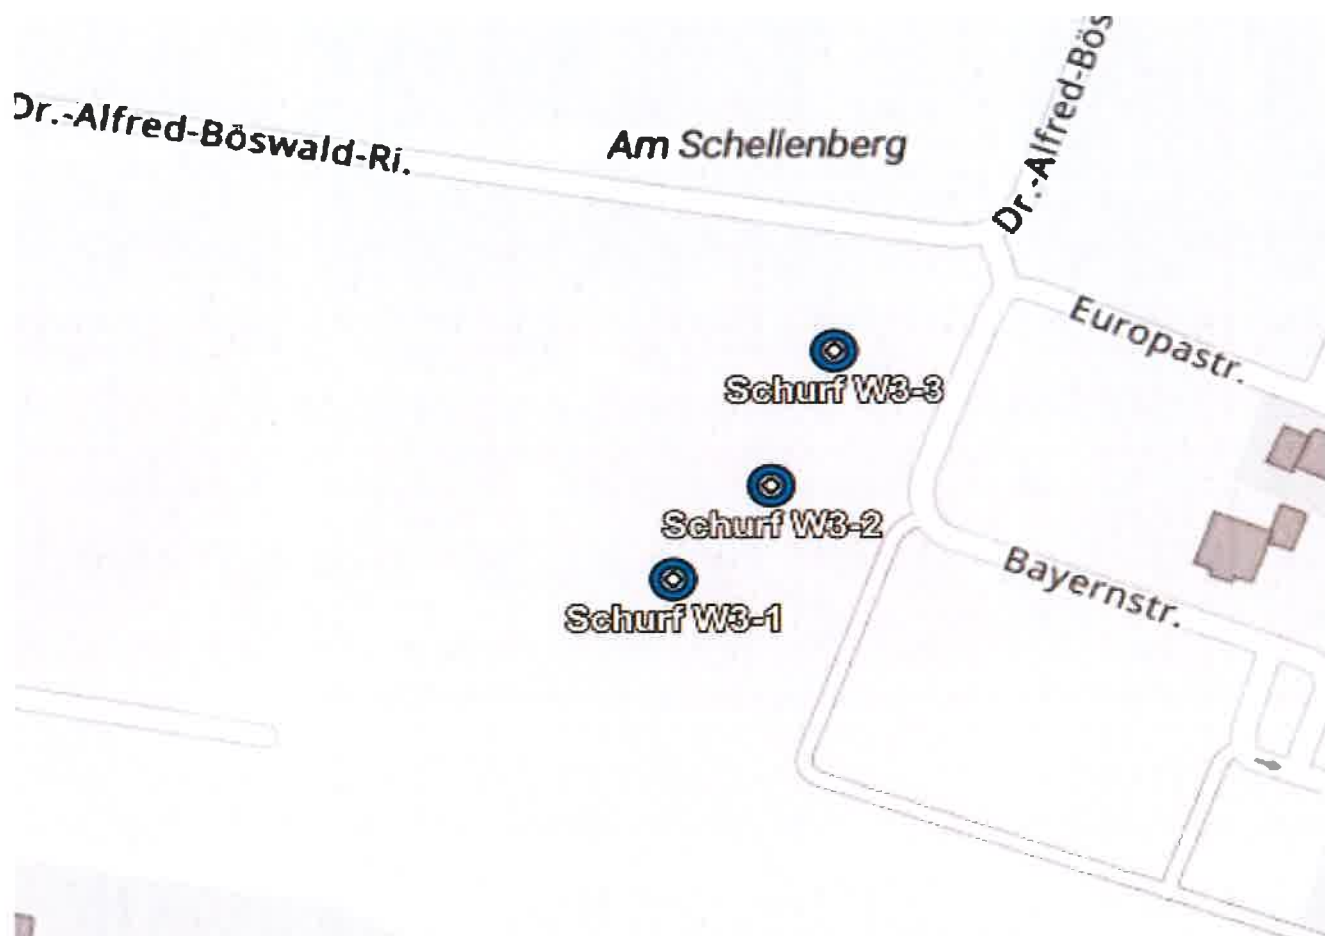 Dr.-Alfred-Böswald-Ri.
Am Schellenberg
Dr.-Alfred-Bös
Europastr.
Schurf W3-3
Schurf W3-2
Bayernstr.
Schurf W3-1